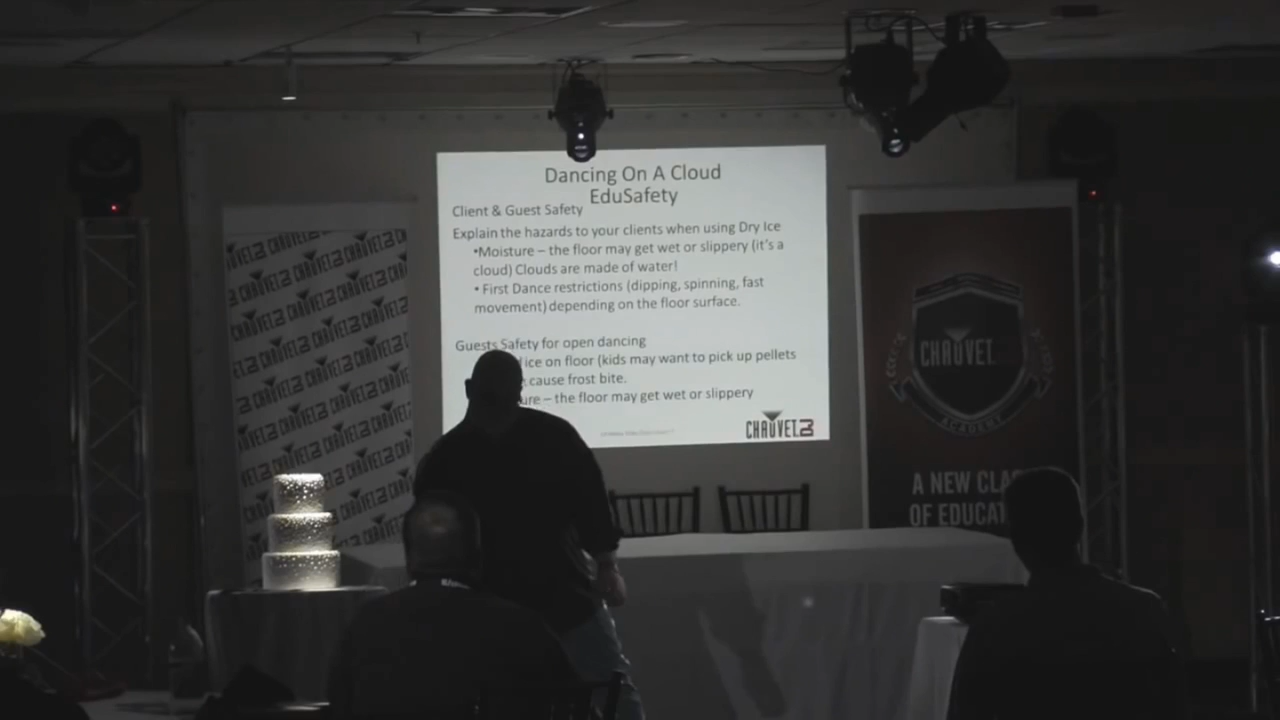 Dancing On A Cloud
EduSafety
Client & Guest Safety
Explain the hazards to your clients when using Dry Ice
•Moisture – the floor may get wet or slippery (it's a
cloud) Clouds are made of water!
• First Dance restrictions (dipping, spinning, fast
movement) depending on the floor surface.
Guests Safety for open dancing
ice on floor (kids may want to pick up pellets
cause frost bite.
ure – the floor may get wet or slippery
CHAUVET DJ
CHAUVET
ACADEMY
A NEW CLA
OF EDUCAT